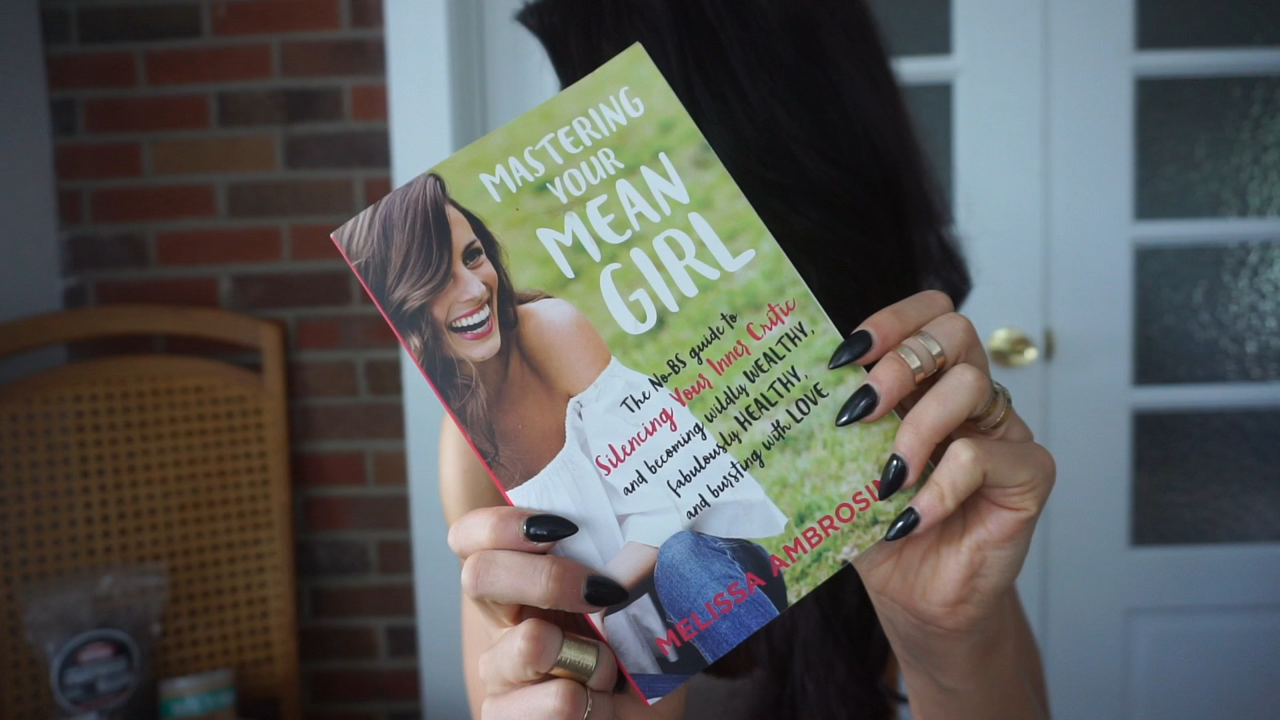 MASTERING
YOUR
MEAN
GIRL
The No-BS guide to
Silencing Your Inner Critic
and becoming wildly WEALTHY,
fabulously HEALTHY,
and bursting with LOVE
MELISSA AMBROSIN